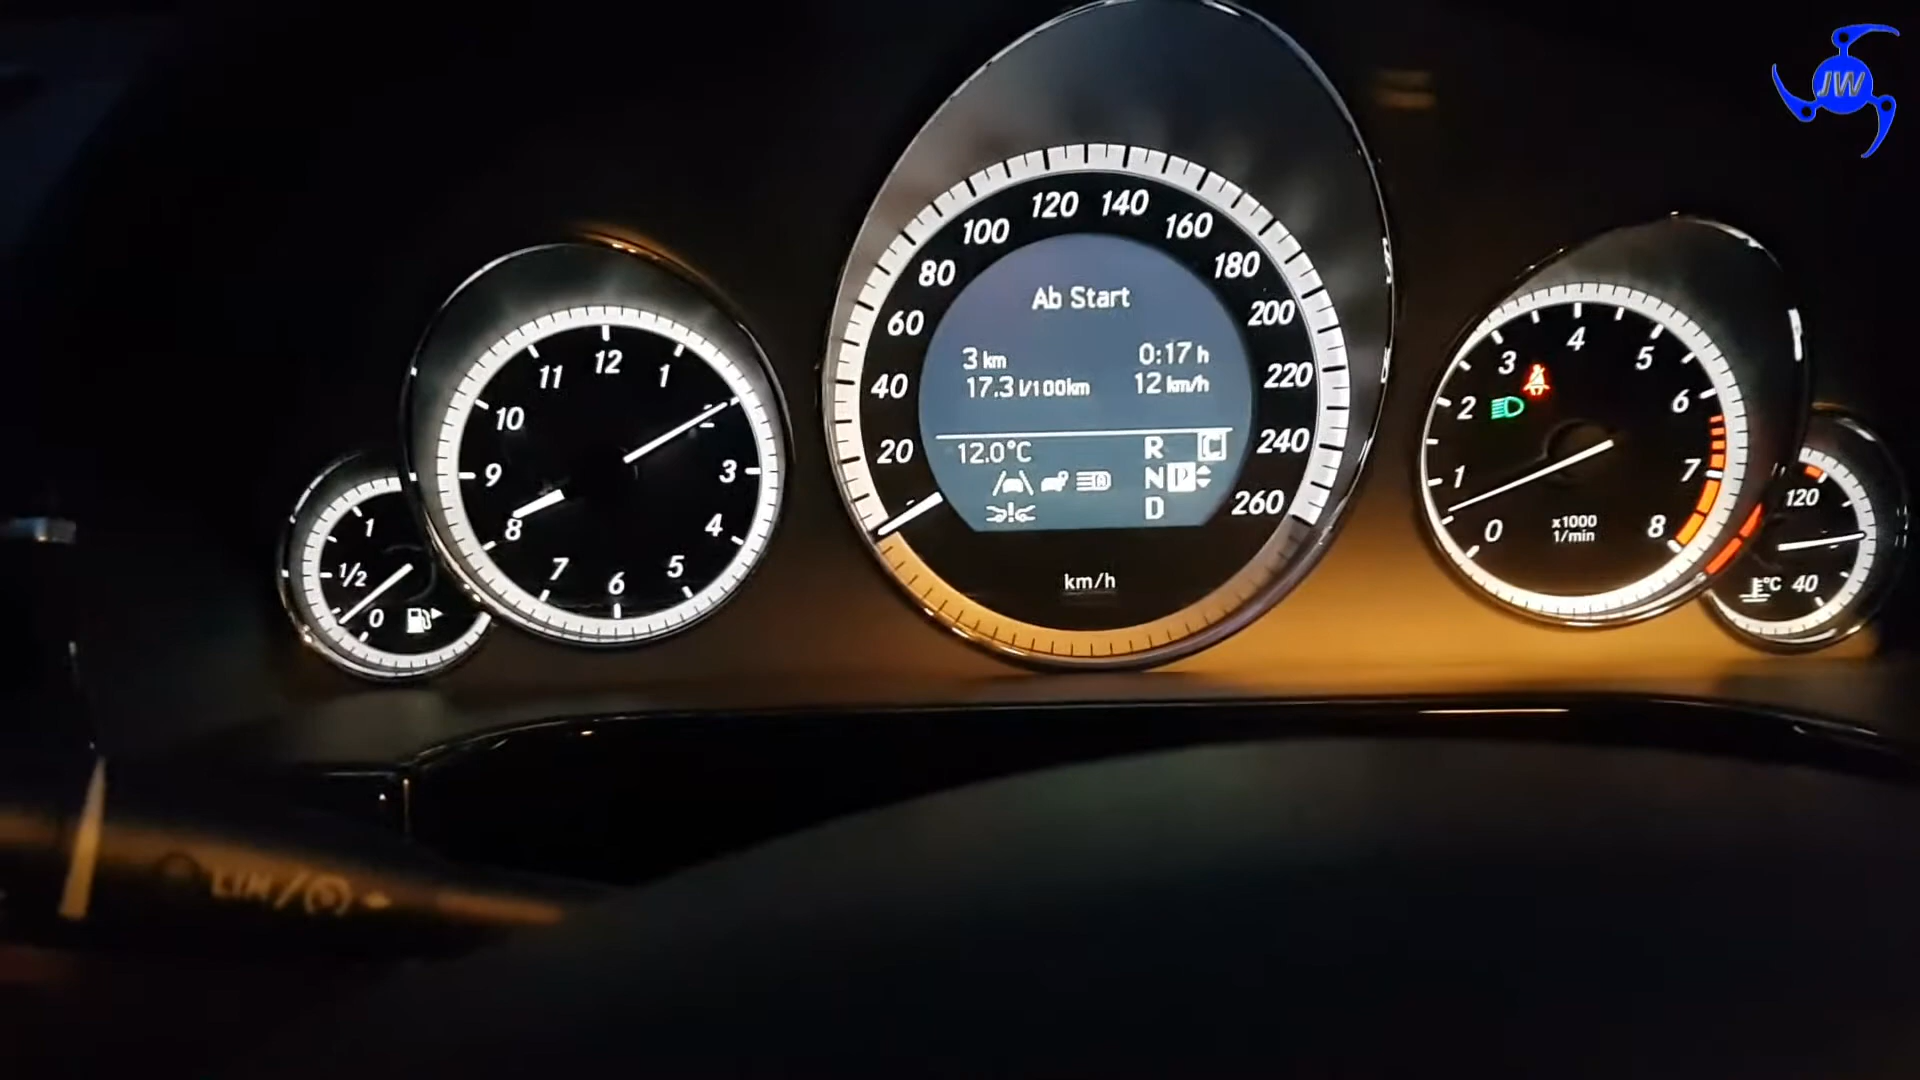 JW
120 140
100 160
80 180
60 200
40 220
20 240
260
Ab Start
3 km 0:17 h
17.3 l/100km 12 km/h
12.0°C R C
N P
D
km/h
12
11 1
10 2
9 3
8 4
7 5
6
1
1/2
0
4
3 5
2 6
1 7
0 8
x1000
1/min
120
°C 40
LIM